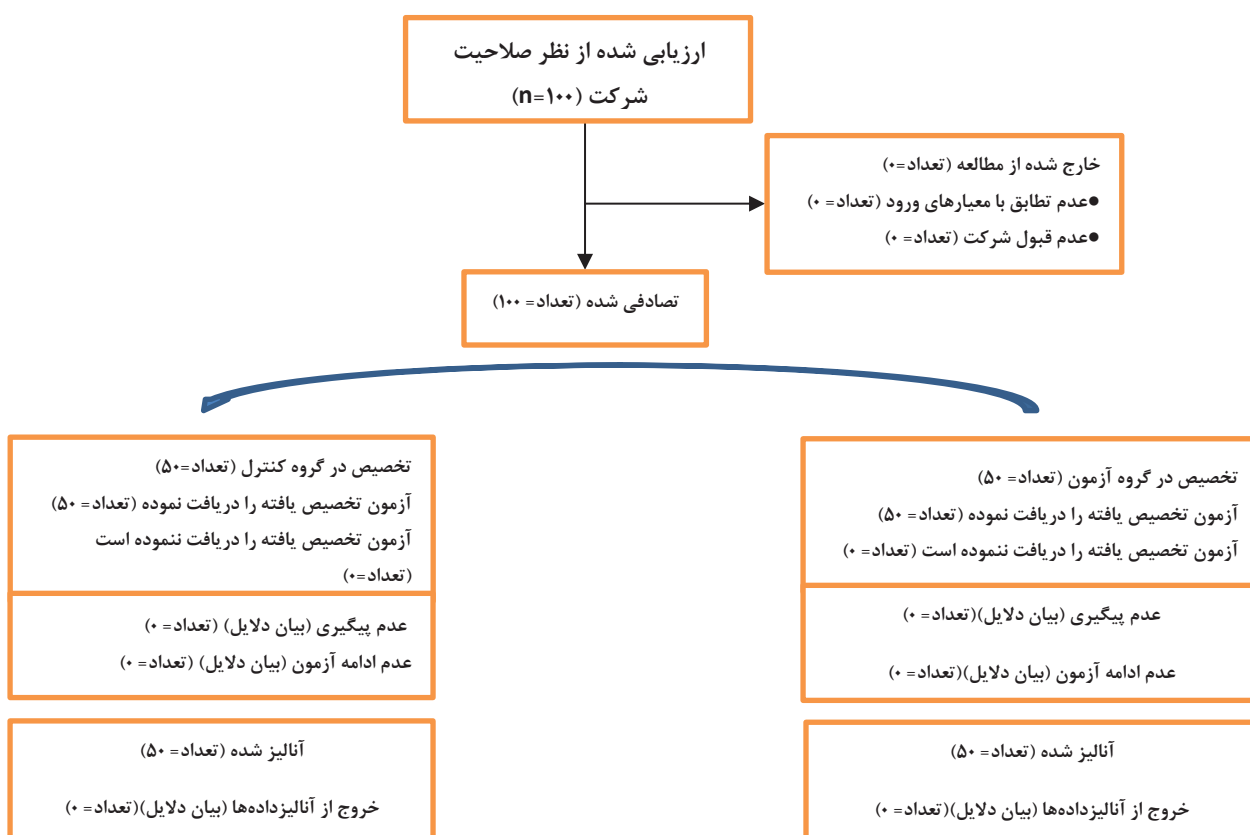 ارزیابی شده از نظر صلاحیت
شرکت (n=۱۰۰)
خارج شده از مطالعه (تعداد=۰)
●عدم تطابق با معیارهای ورود (تعداد= ۰)
●عدم قبول شرکت (تعداد= ۰)
تصادفی شده (تعداد= ۱۰۰)
تخصیص در گروه آزمون (تعداد= ۵۰)
آزمون تخصیص یافته را دریافت نموده (تعداد= ۵۰)
آزمون تخصیص یافته را دریافت ننموده است (تعداد= ۰)
عدم پیگیری (بیان دلایل)(تعداد= ۰)
عدم ادامه آزمون (بیان دلایل)(تعداد= ۰)
آنالیز شده (تعداد= ۵۰)
خروج از آنالیزداده‌ها (بیان دلایل)(تعداد= ۰)
تخصیص در گروه کنترل (تعداد=۵۰)
آزمون تخصیص یافته را دریافت نموده (تعداد= ۵۰)
آزمون تخصیص یافته را دریافت ننموده است
(تعداد=۰)
عدم پیگیری (بیان دلایل) (تعداد= ۰)
عدم ادامه آزمون (بیان دلایل) (تعداد= ۰)
آنالیز شده (تعداد= ۵۰)
خروج از آنالیزداده‌ها (بیان دلایل)(تعداد= ۰)